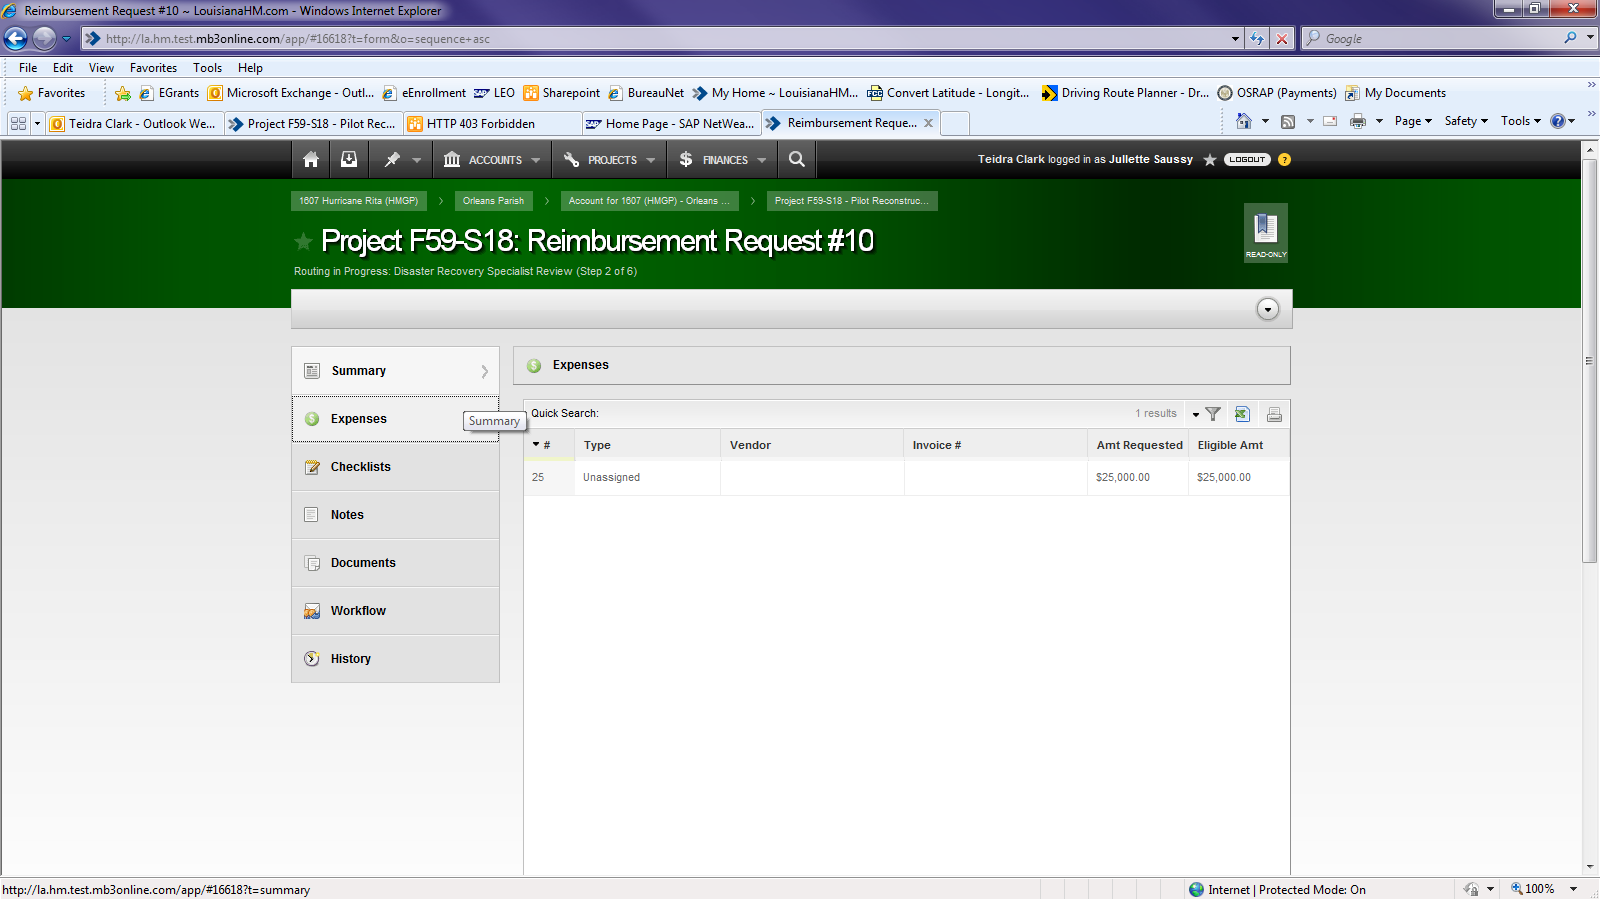 Reimbursement Request #10 ~ LouisianaHM.com - Windows Internet Explorer
http://la.hm.test.mb3online.com/app/#16618?t=form&o=sequence+asc
Google
File Edit View Favorites Tools Help
Favorites EGrants Microsoft Exchange - Outl... eEnrollment LEO Sharepoint BureauNet My Home ~ LouisianaHM... Convert Latitude - Longit... Driving Route Planner - Dr... OSRAP (Payments) My Documents
Teidra Clark - Outlook We... Project F59-S18 - Pilot Rec... HTTP 403 Forbidden Home Page - SAP NetWea... Reimbursement Reque... Page Safety Tools
ACCOUNTS PROJECTS FINANCES Teidra Clark logged in as Jullette Saussy LOGOUT ?
1607 Hurricane Rita (HMGP) > Orleans Parish > Account for 1607 (HMGP) - Orleans ... > Project F59-S18 - Pilot Reconstruc...
Project F59-S18: Reimbursement Request #10
READ-ONLY
Routing in Progress: Disaster Recovery Specialist Review (Step 2 of 6)
Summary
Expenses
Checklists
Notes
Documents
Workflow
History
Summary
Expenses
Quick Search: 1 results
# Type Vendor Invoice # Amt Requested Eligible Amt
25 Unassigned $25,000.00 $25,000.00
http://la.hm.test.mb3online.com/app/#16618?t=summary
Internet | Protected Mode: On
100%